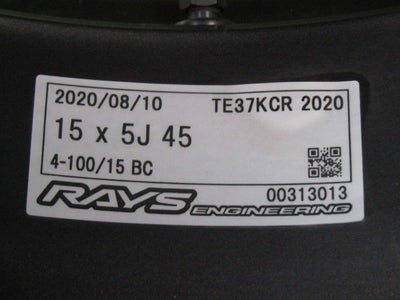 2020/08/10 TE37KCR 2020
15 x 5J 45
4-100/15 BC
RAYS ENGINEERING 00313013